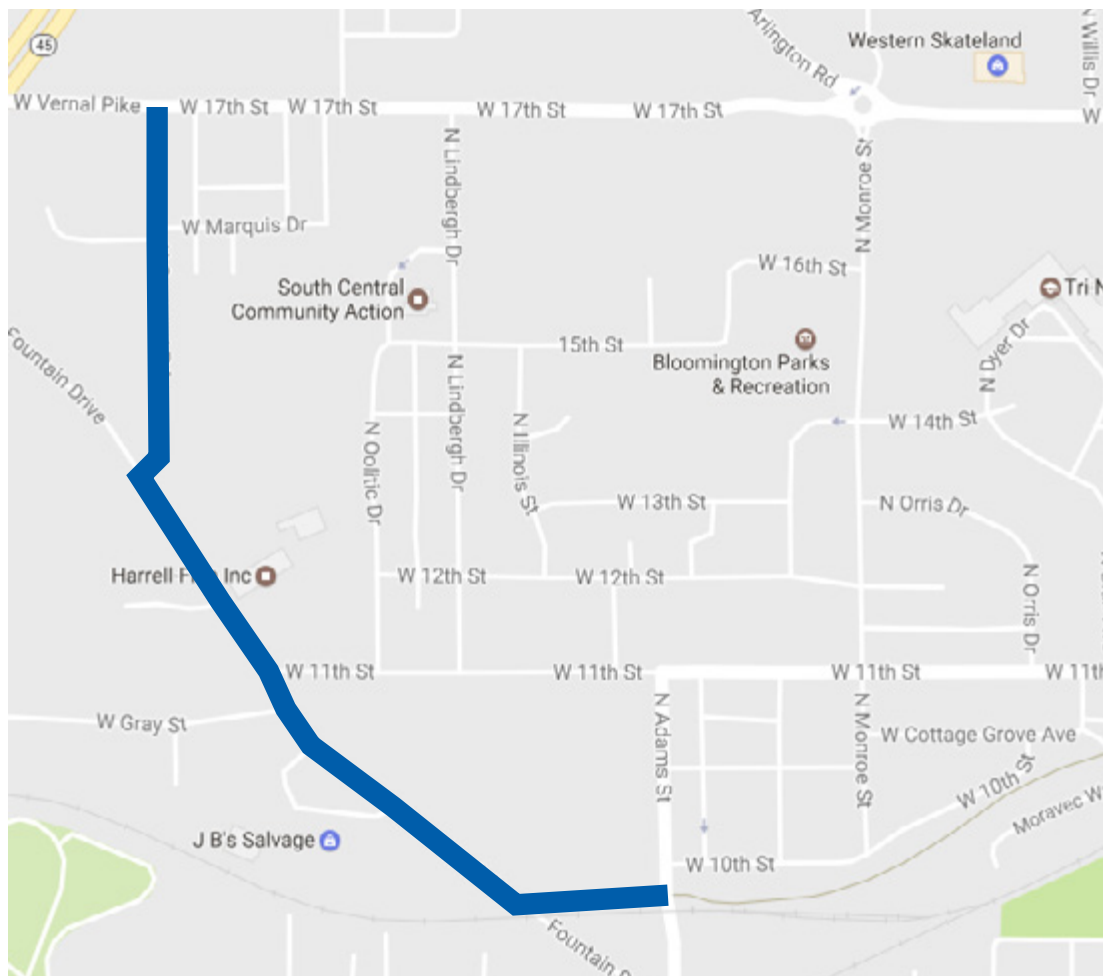 45
Arlington Rd
Western Skateland
N Willis Dr
W Vernal Pike
W 17th St
W 17th St
W 17th St
W 17th St
W
N Lindbergh Dr
N Monroe St
W Marquis Dr
W 16th St
South Central
Community Action
Tri N
Fountain Drive
15th St
Bloomington Parks
& Recreation
N Dyer Dr
N Lindbergh Dr
N Illinois St
W 14th St
N Oolitic Dr
W 13th St
N Orris Dr
Harrell Inc
W 12th St
W 12th St
N Orris Dr
W 11th St
W 11th St
W 11th St
W 11th
W Gray St
N Adams St
N Monroe St
W Cottage Grove Ave
W 10th St
Moravec W
J B's Salvage
W 10th St
Fountain